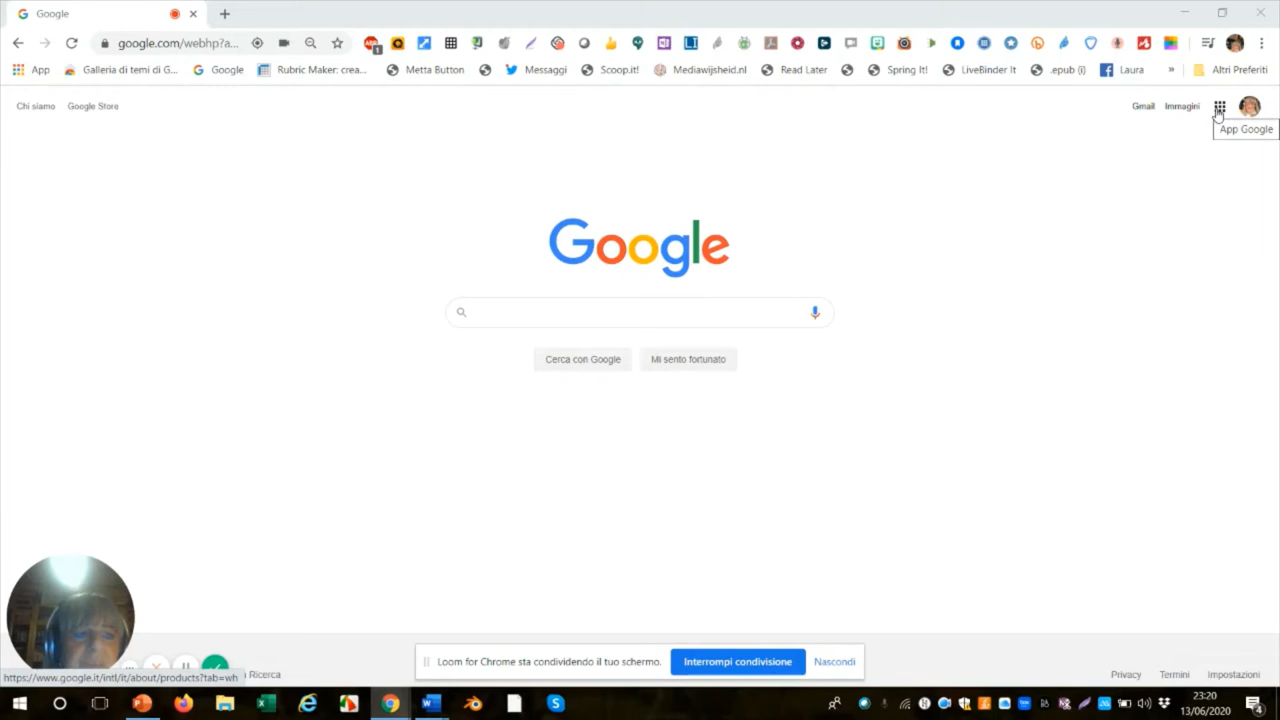 Google
google.com/webhp?a...
ABP
1
App
Galleria di temi di G...
Google
Rubric Maker: crea...
Metta Button
Messaggi
Scoop.it!
Mediawijsheid.nl
Read Later
Spring It!
LiveBinder It
.epub (i)
Laura
»
Altri Preferiti
Chi siamo
Google Store
Gmail
Immagini
App Google
Google
Cerca con Google
Mi sento fortunato
Loom for Chrome sta condividendo il tuo schermo.
Interrompi condivisione
Nascondi
https://www.google.it/intl/it/about/products?tab=wh
Ricerca
Privacy
Termini
Impostazioni
23:20
13/06/2020
4